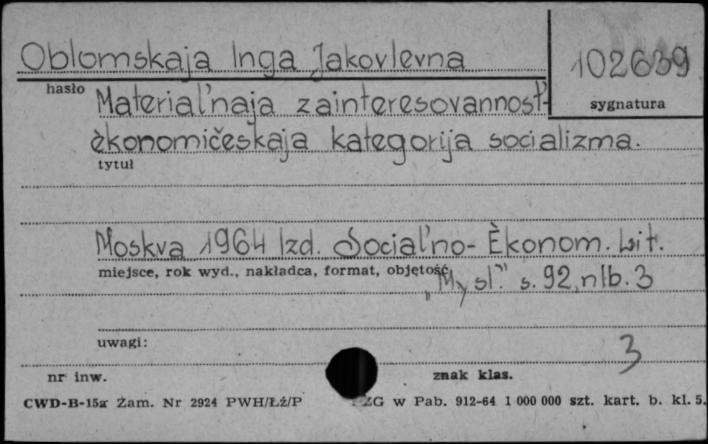 Oblomskaja Inga Jakovlevna
102639
hasło
sygnatura
Material'naja zainteresovannost'-
èkonomičeskaja kategorija socializma.
tytuł
Moskva 1964 Izd. Social'no-Èkonom. Lit.
miejsce, rok wyd., nakładca, format, objętość
„Mysl'" s. 92, nlb. 3
uwagi:
3
nr inw.
znak klas.
CWD-B-15a Zam. Nr 2924 PWH/Łź/P
ZG w Pab. 912-64 1 000 000 szt. kart. b. kl. 5.